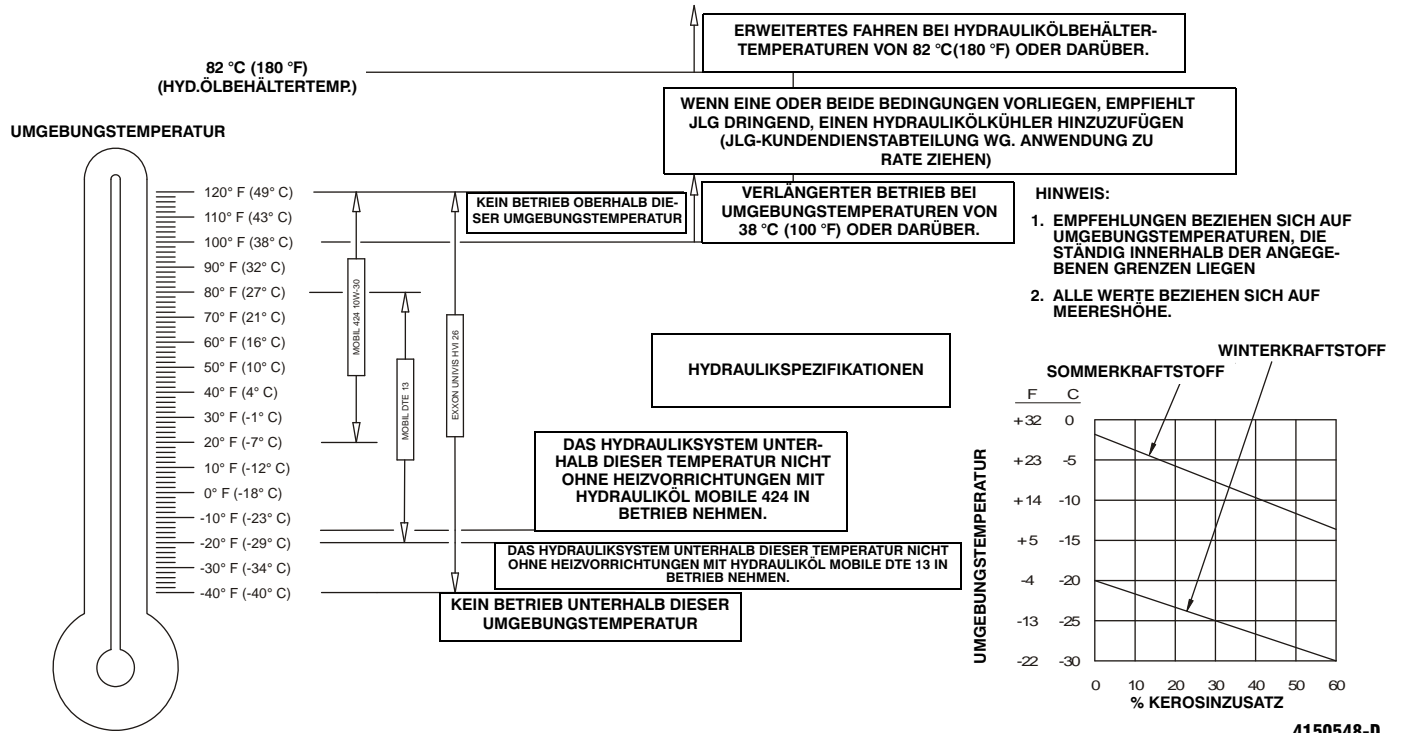 ERWEITERTES FAHREN BEI HYDRAULIKÖLBEHÄLTER-
TEMPERATUREN VON 82 °C(180 °F) ODER DARÜBER.
82 °C (180 °F)
(HYD.ÖLBEHÄLTERTEMP.)
WENN EINE ODER BEIDE BEDINGUNGEN VORLIEGEN, EMPFIEHLT
JLG DRINGEND, EINEN HYDRAULIKÖLKÜHLER HINZUZUFÜGEN
(JLG-KUNDENDIENSTABTEILUNG WG. ANWENDUNG ZU
RATE ZIEHEN)
UMGEBUNGSTEMPERATUR
120° F (49° C)
110° F (43° C)
100° F (38° C)
90° F (32° C)
80° F (27° C)
70° F (21° C)
60° F (16° C)
50° F (10° C)
40° F (4° C)
30° F (-1° C)
20° F (-7° C)
10° F (-12° C)
0° F (-18° C)
-10° F (-23° C)
-20° F (-29° C)
-30° F (-34° C)
-40° F (-40° C)
MOBIL 424 10W-30
MOBIL DTE 13
EXXON UNIVIS HVI 26
KEIN BETRIEB OBERHALB DIE-
SER UMGEBUNGSTEMPERATUR
VERLÄNGERTER BETRIEB BEI
UMGEBUNGSTEMPERATUREN VON
38 °C (100 °F) ODER DARÜBER.
HINWEIS:
1. EMPFEHLUNGEN BEZIEHEN SICH AUF
UMGEBUNGSTEMPERATUREN, DIE
STÄNDIG INNERHALB DER ANGEGE-
BENEN GRENZEN LIEGEN
2. ALLE WERTE BEZIEHEN SICH AUF
MEERESHÖHE.
HYDRAULIKSPEZIFIKATIONEN
DAS HYDRAULIKSYSTEM UNTER-
HALB DIESER TEMPERATUR NICHT
OHNE HEIZVORRICHTUNGEN MIT
HYDRAULIKÖL MOBILE 424 IN
BETRIEB NEHMEN.
DAS HYDRAULIKSYSTEM UNTERHALB DIESER TEMPERATUR NICHT
OHNE HEIZVORRICHTUNGEN MIT HYDRAULIKÖL MOBILE DTE 13 IN
BETRIEB NEHMEN.
KEIN BETRIEB UNTERHALB DIESER
UMGEBUNGSTEMPERATUR
WINTERKRAFTSTOFF
SOMMERKRAFTSTOFF
F C
+32 0
+23 -5
+14 -10
+5 -15
-4 -20
-13 -25
-22 -30
UMGEBUNGSTEMPERATUR
0 10 20 30 40 50 60
% KEROSINZUSATZ
4150548-D